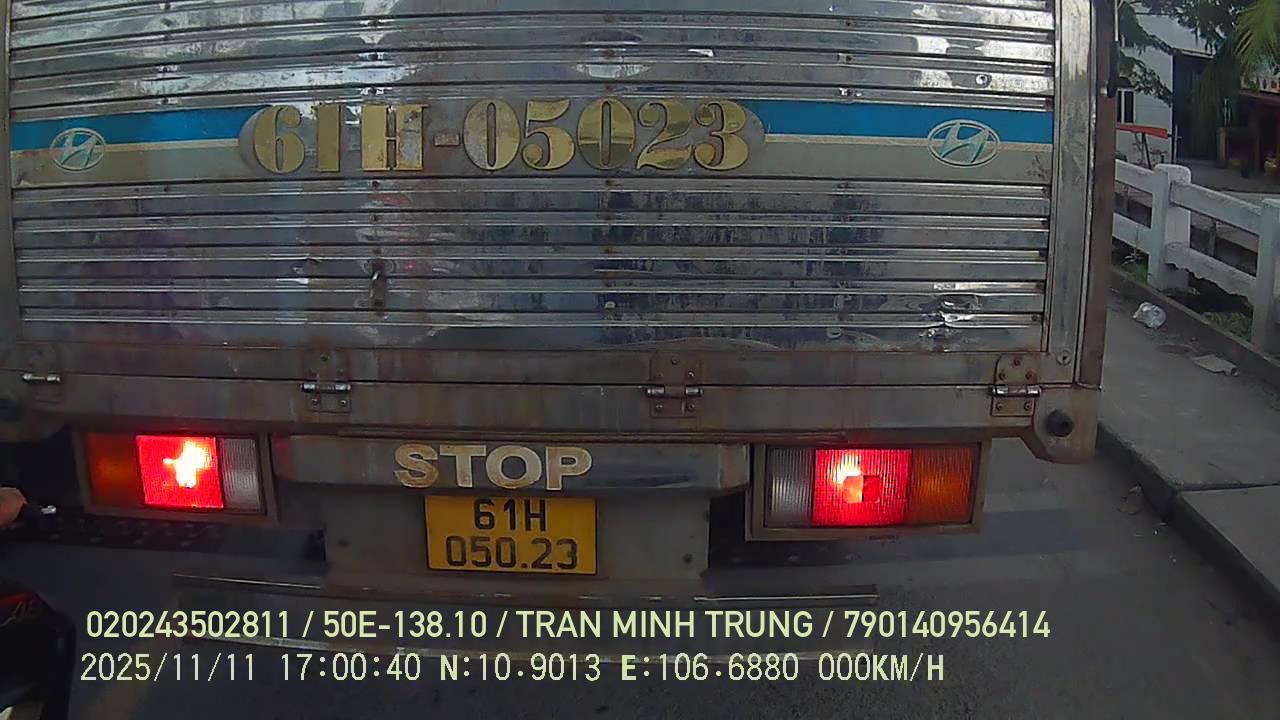 61H-05023
STOP
61H
050.23
020243502811 / 50E-138.10 / TRAN MINH TRUNG / 790140956414
2025/11/11 17:00:40 N:10.9013 E:106.6880 000KM/H